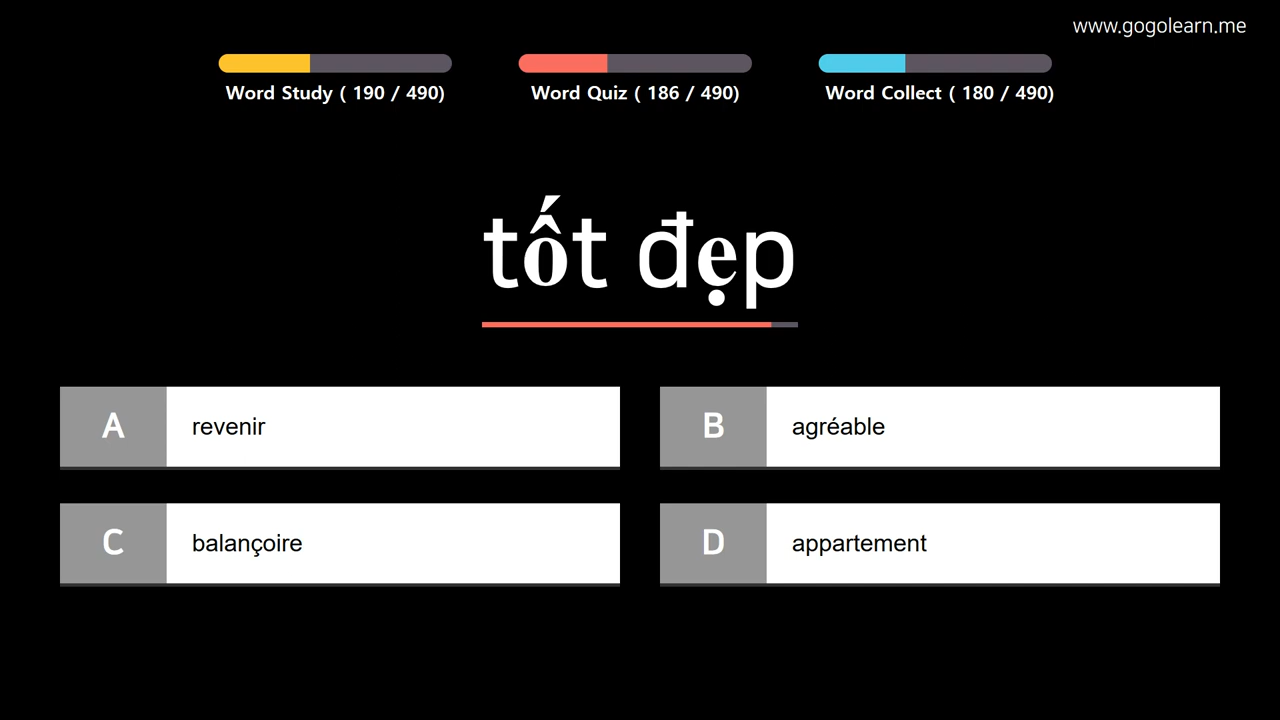 www.gogolearn.me
Word Study ( 190 / 490)
Word Quiz ( 186 / 490)
Word Collect ( 180 / 490)
tốt đẹp
A revenir
B agréable
C balançoire
D appartement